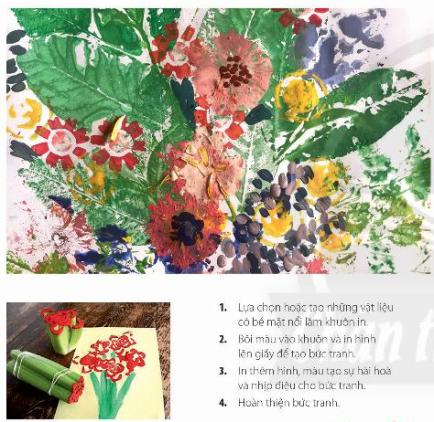 1. Lựa chọn hoặc tạo những vật liệu
có bề mặt nổi làm khuôn in.
2. Bôi màu vào khuôn và in hình
lên giấy để tạo bức tranh.
3. In thêm hình, màu tạo sự hài hoà
và nhịp điệu cho bức tranh.
4. Hoàn thiện bức tranh.